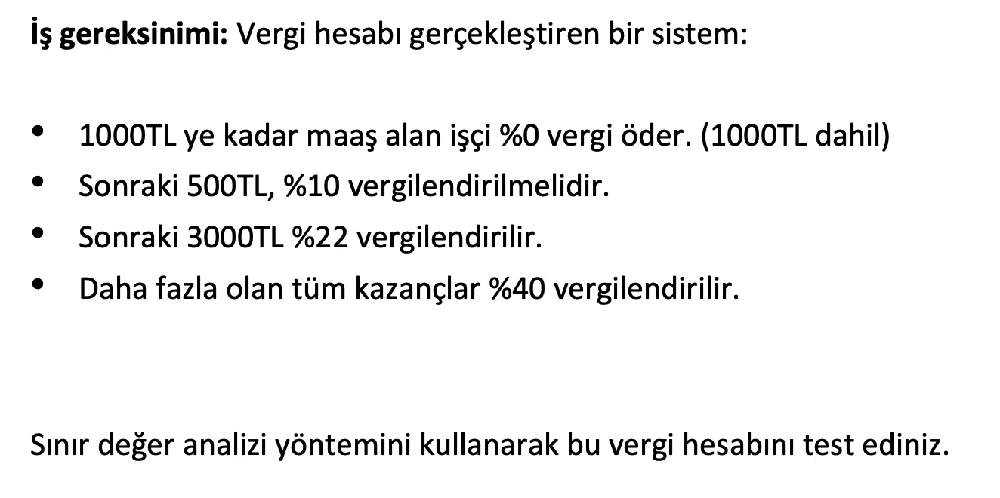 İş gereksinimi: Vergi hesabı gerçekleştiren bir sistem:
• 1000TL ye kadar maaş alan işçi %0 vergi öder. (1000TL dahil)
• Sonraki 500TL, %10 vergilendirilmelidir.
• Sonraki 3000TL %22 vergilendirilir.
• Daha fazla olan tüm kazançlar %40 vergilendirilir.
Sınır değer analizi yöntemini kullanarak bu vergi hesabını test ediniz.